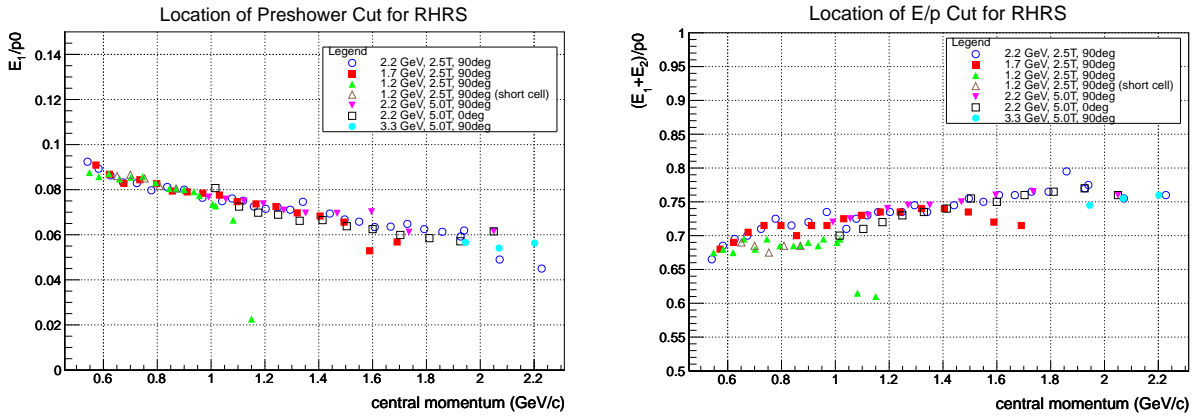 Location of Preshower Cut for RHRS
E1/p0
0.14
0.12
0.1
0.08
0.06
0.04
0.02
0
Legend
2.2 GeV, 2.5T, 90deg
1.7 GeV, 2.5T, 90deg
1.2 GeV, 2.5T, 90deg
1.2 GeV, 2.5T, 90deg (short cell)
2.2 GeV, 5.0T, 90deg
2.2 GeV, 5.0T, 0deg
3.3 GeV, 5.0T, 90deg
0.6 0.8 1 1.2 1.4 1.6 1.8 2 2.2
central momentum (GeV/c)
Location of E/p Cut for RHRS
(E1+E2)/p0
1
0.95
0.9
0.85
0.8
0.75
0.7
0.65
0.6
0.55
0.5
Legend
2.2 GeV, 2.5T, 90deg
1.7 GeV, 2.5T, 90deg
1.2 GeV, 2.5T, 90deg
1.2 GeV, 2.5T, 90deg (short cell)
2.2 GeV, 5.0T, 90deg
2.2 GeV, 5.0T, 0deg
3.3 GeV, 5.0T, 90deg
0.6 0.8 1 1.2 1.4 1.6 1.8 2 2.2
central momentum (GeV/c)